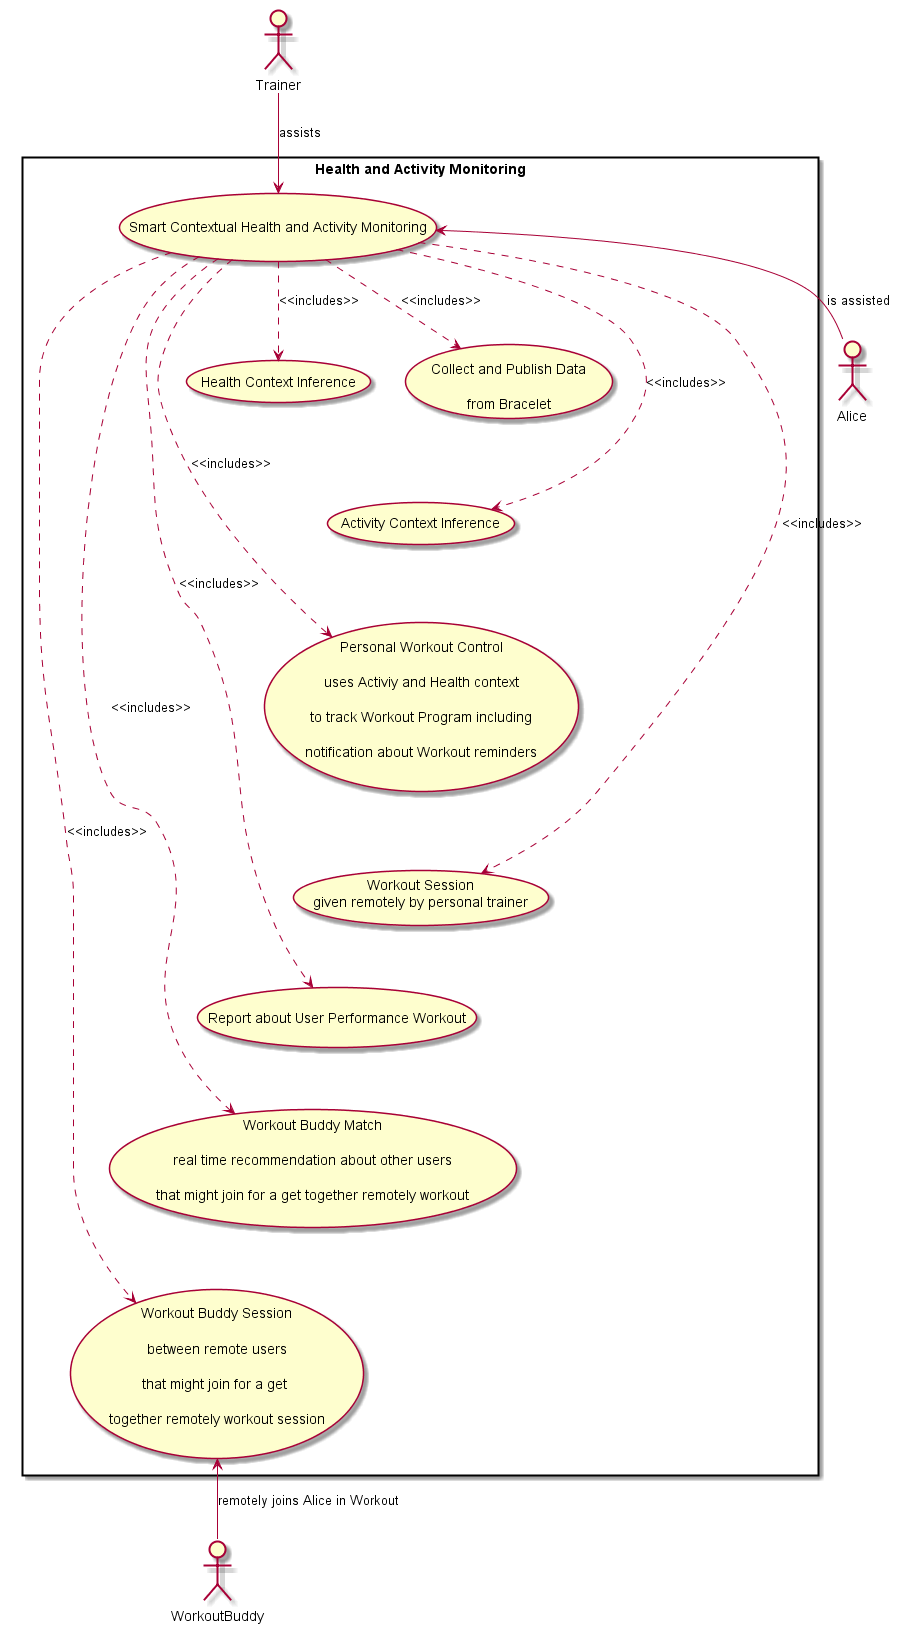 Trainer
assists
Health and Activity Monitoring
Smart Contextual Health and Activity Monitoring
<<includes>>
<<includes>>
is assisted
Health Context Inference
Collect and Publish Data
from Bracelet
<<includes>>
Alice
<<includes>>
Activity Context Inference
<<includes>>
<<includes>>
Personal Workout Control
uses Activiy and Health context
to track Workout Program including
notification about Workout reminders
<<includes>>
<<includes>>
Workout Session
given remotely by personal trainer
Report about User Performance Workout
Workout Buddy Match
real time recommendation about other users
that might join for a get together remotely workout
Workout Buddy Session
between remote users
that might join for a get
together remotely workout session
remotely joins Alice in Workout
WorkoutBuddy